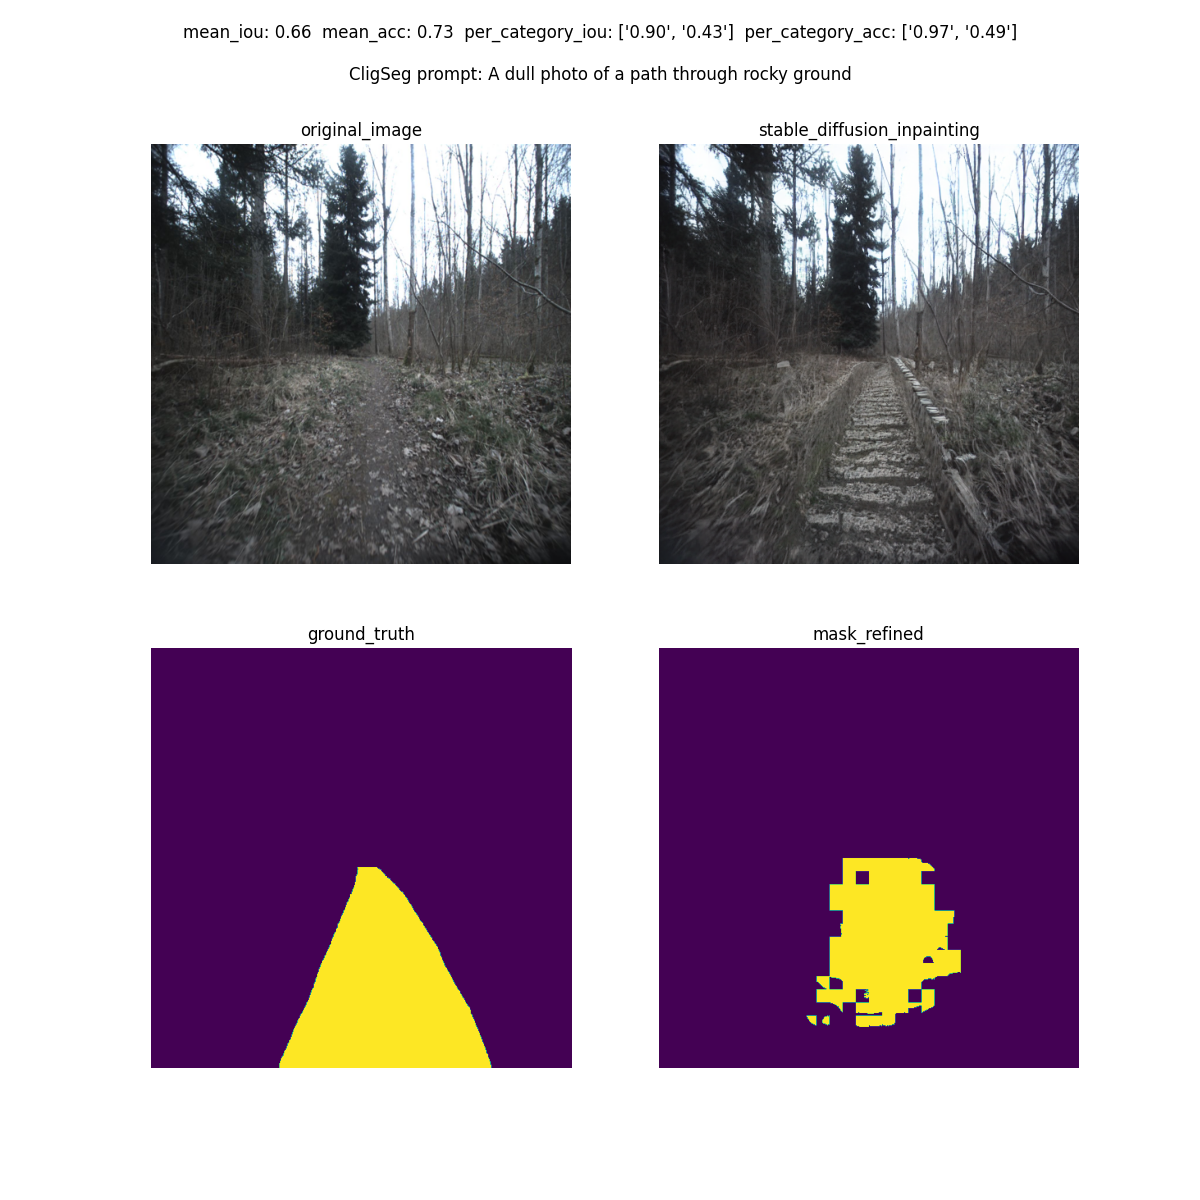 mean_iou: 0.66  mean_acc: 0.73  per_category_iou: ['0.90', '0.43']  per_category_acc: ['0.97', '0.49']
CligSeg prompt: A dull photo of a path through rocky ground
original_image
stable_diffusion_inpainting
ground_truth
mask_refined